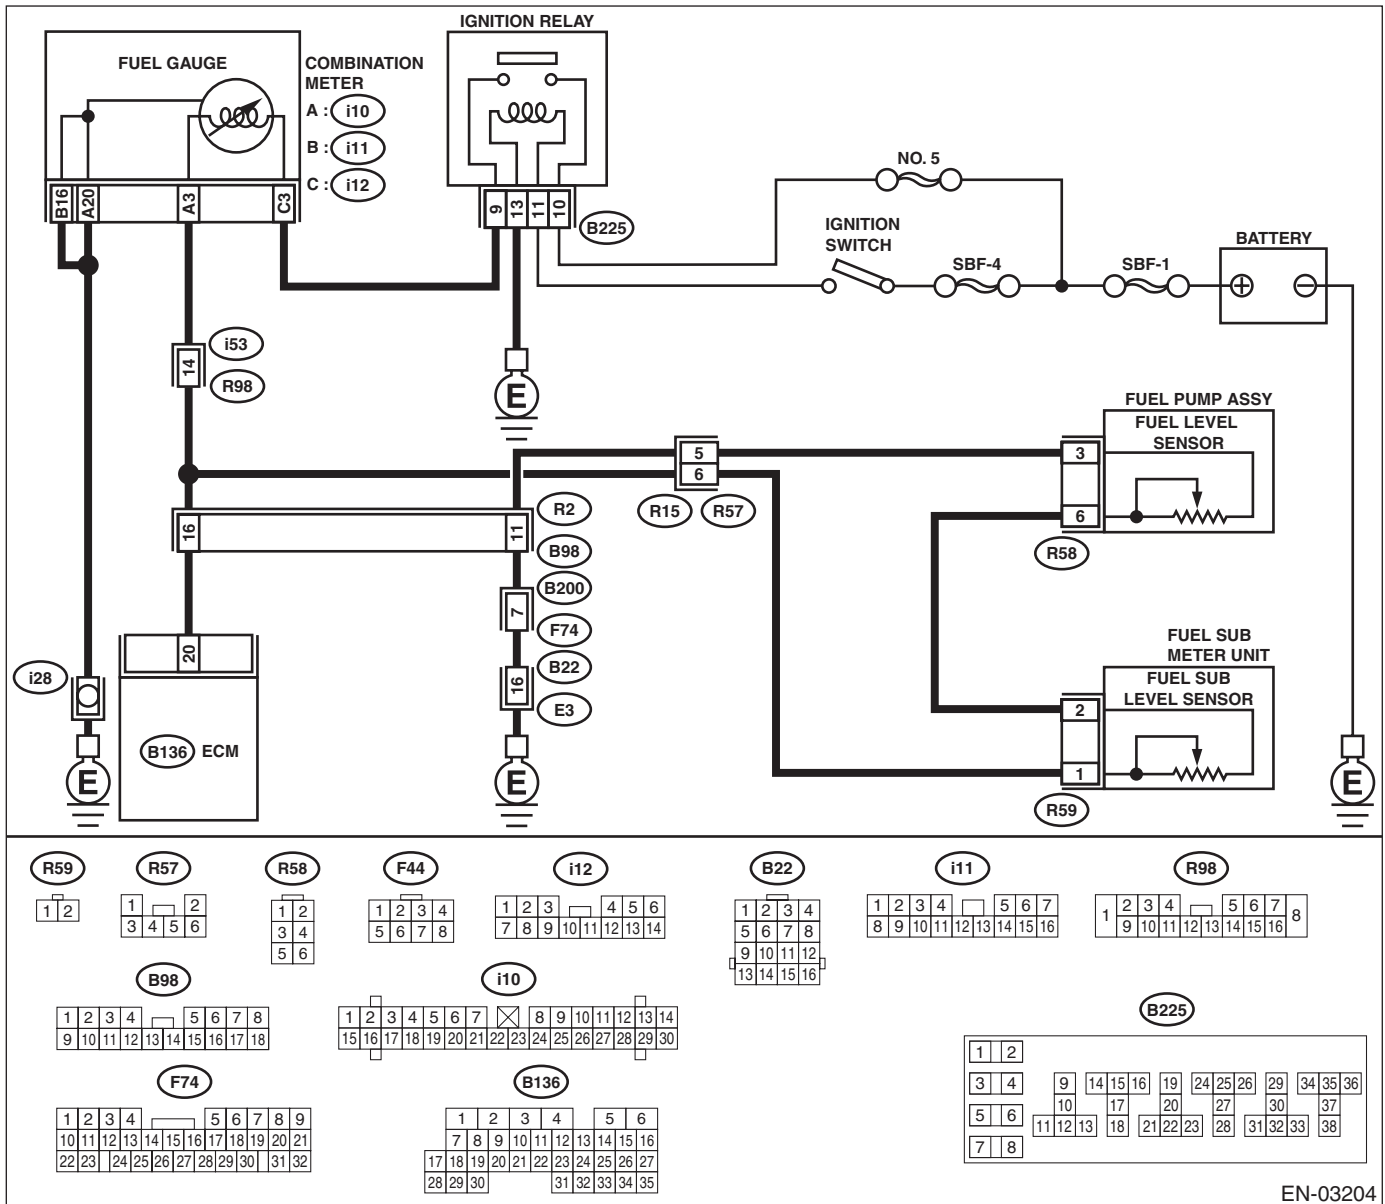 IGNITION RELAY
FUEL GAUGE
COMBINATION
METER
A : i10
B : i11
C : i12
B16 A20 A3 C3
9 13 11 10
B225
NO. 5
IGNITION
SWITCH
SBF-4
SBF-1
BATTERY
+ −
i53
14
R98
E
FUEL PUMP ASSY
FUEL LEVEL
SENSOR
5
6
3
6
R15 R57
R58
R2
16 11
B98
B200
7
F74
B22
16
E3
20
i28
B136 ECM
FUEL SUB
METER UNIT
FUEL SUB
LEVEL SENSOR
2
1
R59
E E E
R59 R57 R58 F44 i12 B22 i11 R98
R59
1 2
R57
1 2
3 4 5 6
R58
1 2
3 4
5 6
F44
1 2 3 4
5 6 7 8
i12
1 2 3 4 5 6
7 8 9 10 11 12 13 14
B22
1 2 3 4
5 6 7 8
9 10 11 12
13 14 15 16
i11
1 2 3 4 5 6 7
8 9 10 11 12 13 14 15 16
R98
1 2 3 4 5 6 7 8
9 10 11 12 13 14 15 16
B98
1 2 3 4 5 6 7 8
9 10 11 12 13 14 15 16 17 18
i10
1 2 3 4 5 6 7 8 9 10 11 12 13 14
15 16 17 18 19 20 21 22 23 24 25 26 27 28 29 30
B225
1 2
3 4 9 14 15 16 19 24 25 26 29 34 35 36
5 6 10 17 20 27 30 37
11 12 13 18 21 22 23 28 31 32 33 38
7 8
F74
1 2 3 4 5 6 7 8 9
10 11 12 13 14 15 16 17 18 19 20 21
22 23 24 25 26 27 28 29 30 31 32
B136
1 2 3 4 5 6
7 8 9 10 11 12 13 14 15 16
17 18 19 20 21 22 23 24 25 26 27
28 29 30 31 32 33 34 35
EN-03204